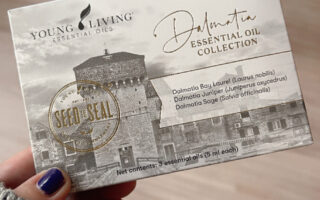 YOUNG LIVING®
ESSENTIAL OILS
Dalmatia
ESSENTIAL OIL
COLLECTION
Dalmatia Bay Laurel (Laurus nobilis)
Dalmatia Juniper (Juniperus oxycedrus)
Dalmatia Sage (Salvia officinalis)
SEED TO SEAL
Net contents: 3 essential oils (5 ml each)